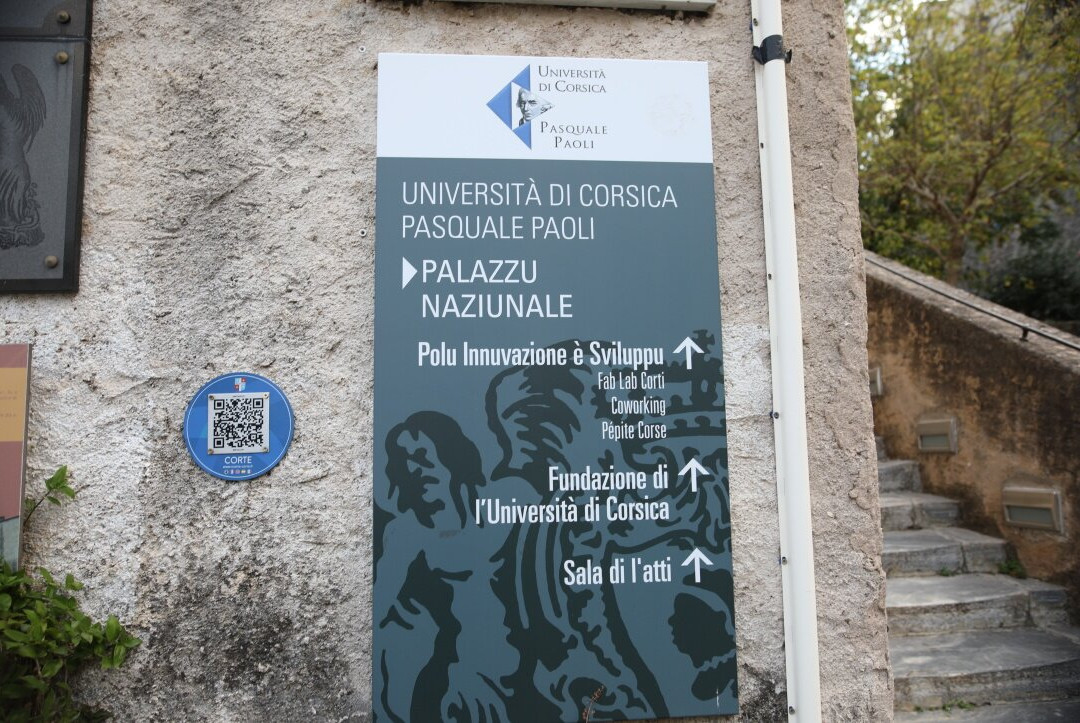 UNIVERSITÀ
DI CORSICA
PASQUALE
PAOLI
UNIVERSITÀ DI CORSICA
PASQUALE PAOLI
PALAZZU
NAZIUNALE
Polu Innuvazione è Sviluppu
Fab Lab Corti
Coworking
Pépite Corse
Fundazione di
l'Università di Corsica
Sala di l'atti
CORTE